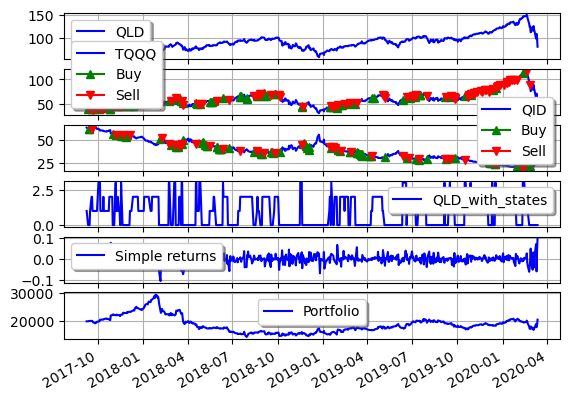 150
QLD
100
TQQQ
100
Buy
50
Sell
QID
50
Buy
25
Sell
2.5
QLD_with_states
0.0
0.1
Simple returns
0.0
−0.1
30000
Portfolio
20000
2017-10 2018-01 2018-04 2018-07 2018-10 2019-01 2019-04 2019-07 2019-10 2020-01 2020-04